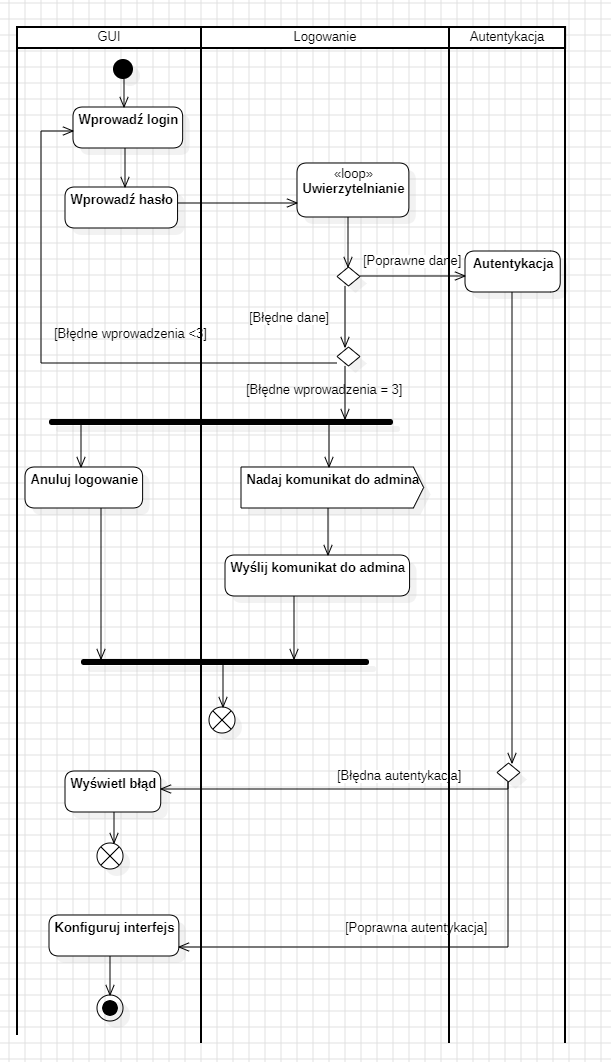 GUI
Logowanie
Autentykacja
Wprowadź login
«loop»
Uwierzytelnianie
Wprowadź hasło
[Poprawne dane]
Autentykacja
[Błędne dane]
[Błędne wprowadzenia <3]
[Błędne wprowadzenia = 3]
Anuluj logowanie
Nadaj komunikat do admina
Wyślij komunikat do admina
[Błędna autentykacja]
Wyświetl błąd
[Poprawna autentykacja]
Konfiguruj interfejs